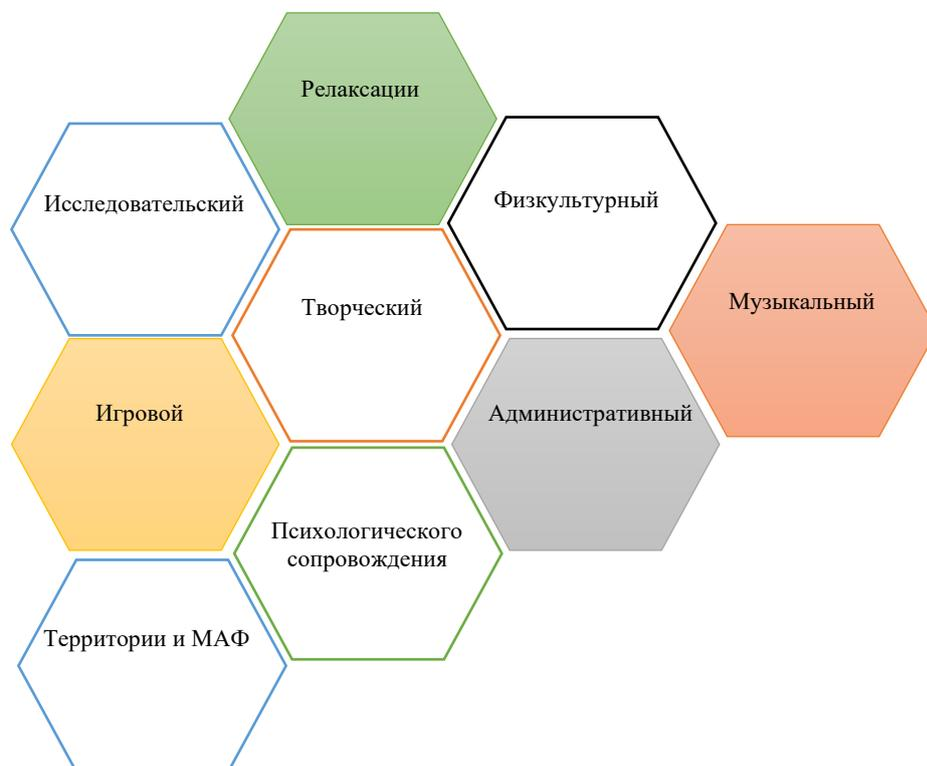 Релаксации
Исследовательский
Физкультурный
Творческий
Музыкальный
Игровой
Административный
Психологического
сопровождения
Территории и МАФ